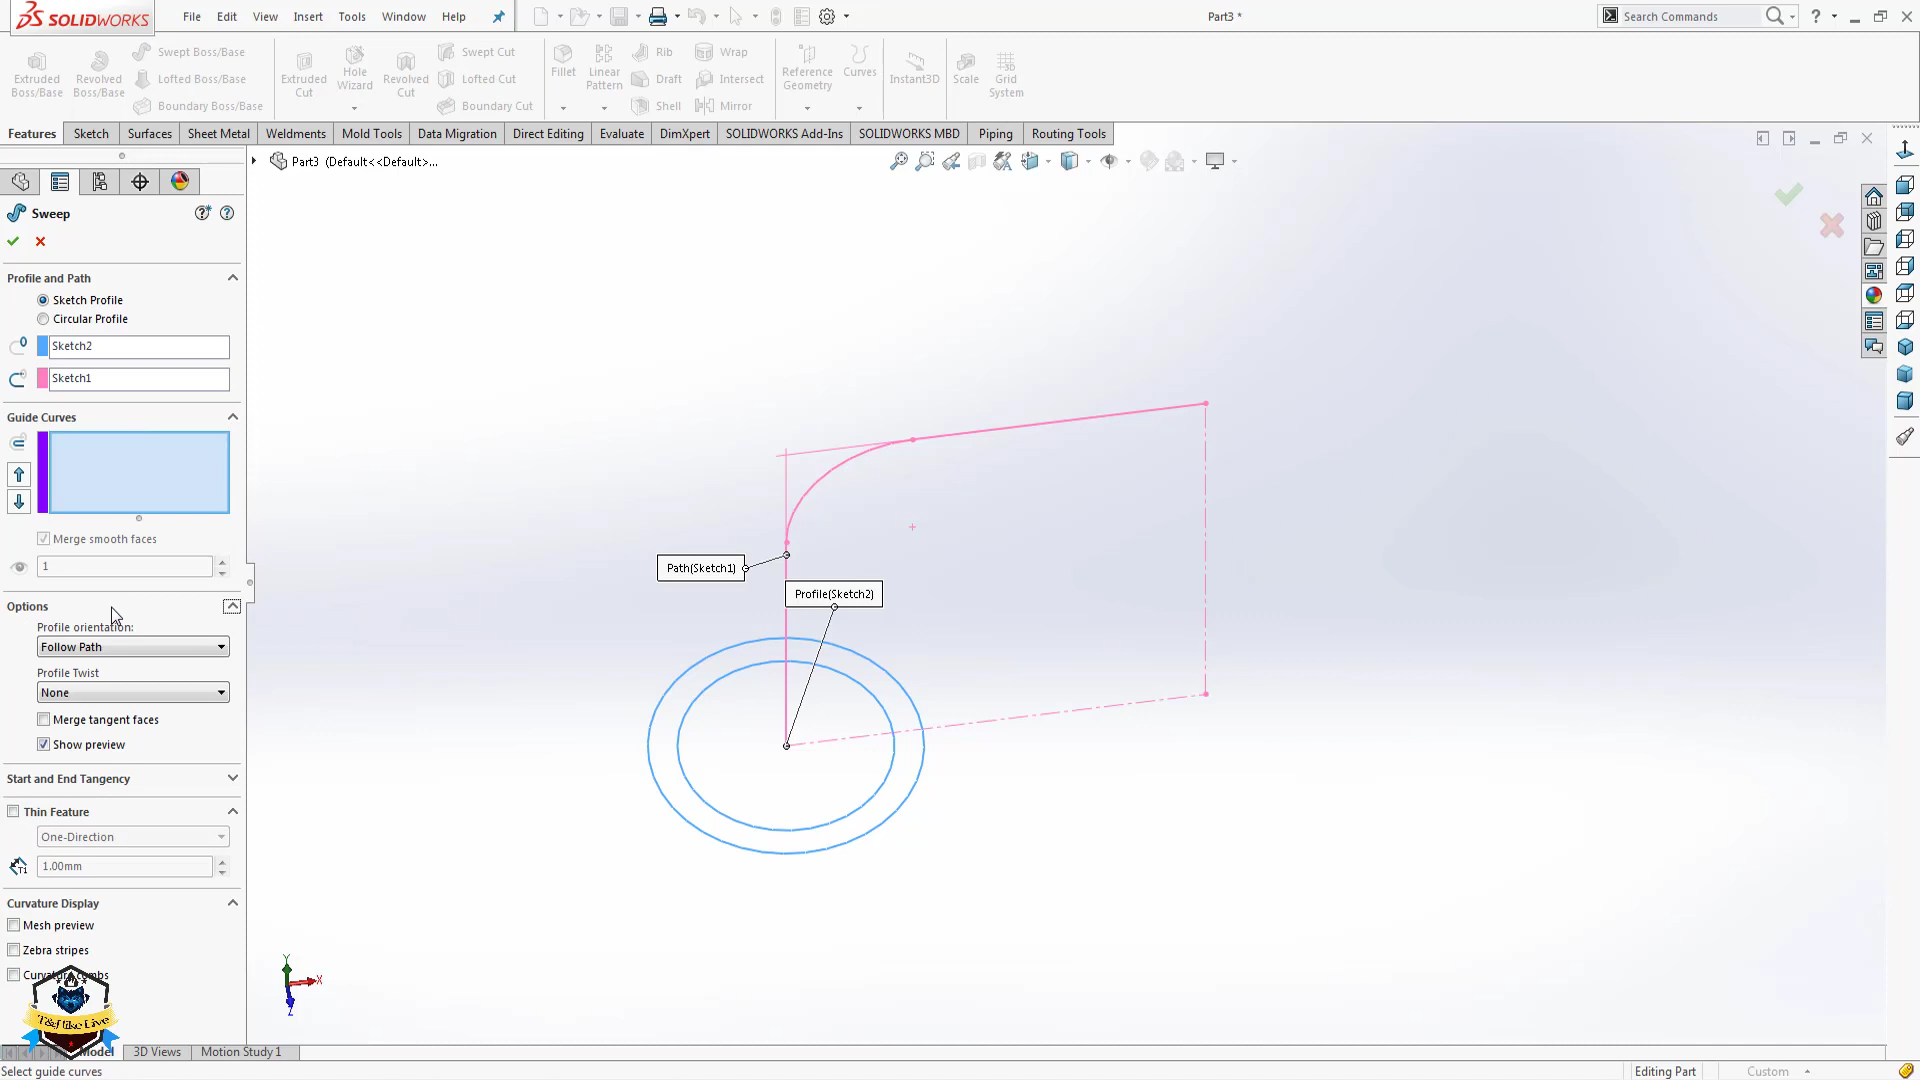 SOLIDWORKS
File Edit View Insert Tools Window Help
Part3 *
Search Commands
Extruded Boss/Base
Revolved Boss/Base
Swept Boss/Base
Lofted Boss/Base
Boundary Boss/Base
Extruded Cut
Hole Wizard
Revolved Cut
Swept Cut
Lofted Cut
Boundary Cut
Fillet
Linear Pattern
Rib
Draft
Shell
Wrap
Intersect
Mirror
Reference Geometry
Curves
Instant3D
Scale
Grid System
Features Sketch Surfaces Sheet Metal Weldments Mold Tools Data Migration Direct Editing Evaluate DimXpert SOLIDWORKS Add-Ins SOLIDWORKS MBD Piping Routing Tools
Part3 (Default<<Default>...
Sweep
Profile and Path
Sketch Profile
Circular Profile
Sketch2
Sketch1
Guide Curves
Merge smooth faces
1
Options
Profile orientation:
Follow Path
Profile Twist
None
Merge tangent faces
Show preview
Start and End Tangency
Thin Feature
One-Direction
1.00mm
Curvature Display
Mesh preview
Zebra stripes
Path(Sketch1)
Profile(Sketch2)
Y
X
Z
T&f like Live
Model 3D Views Motion Study 1
Select guide curves
Editing Part
Custom